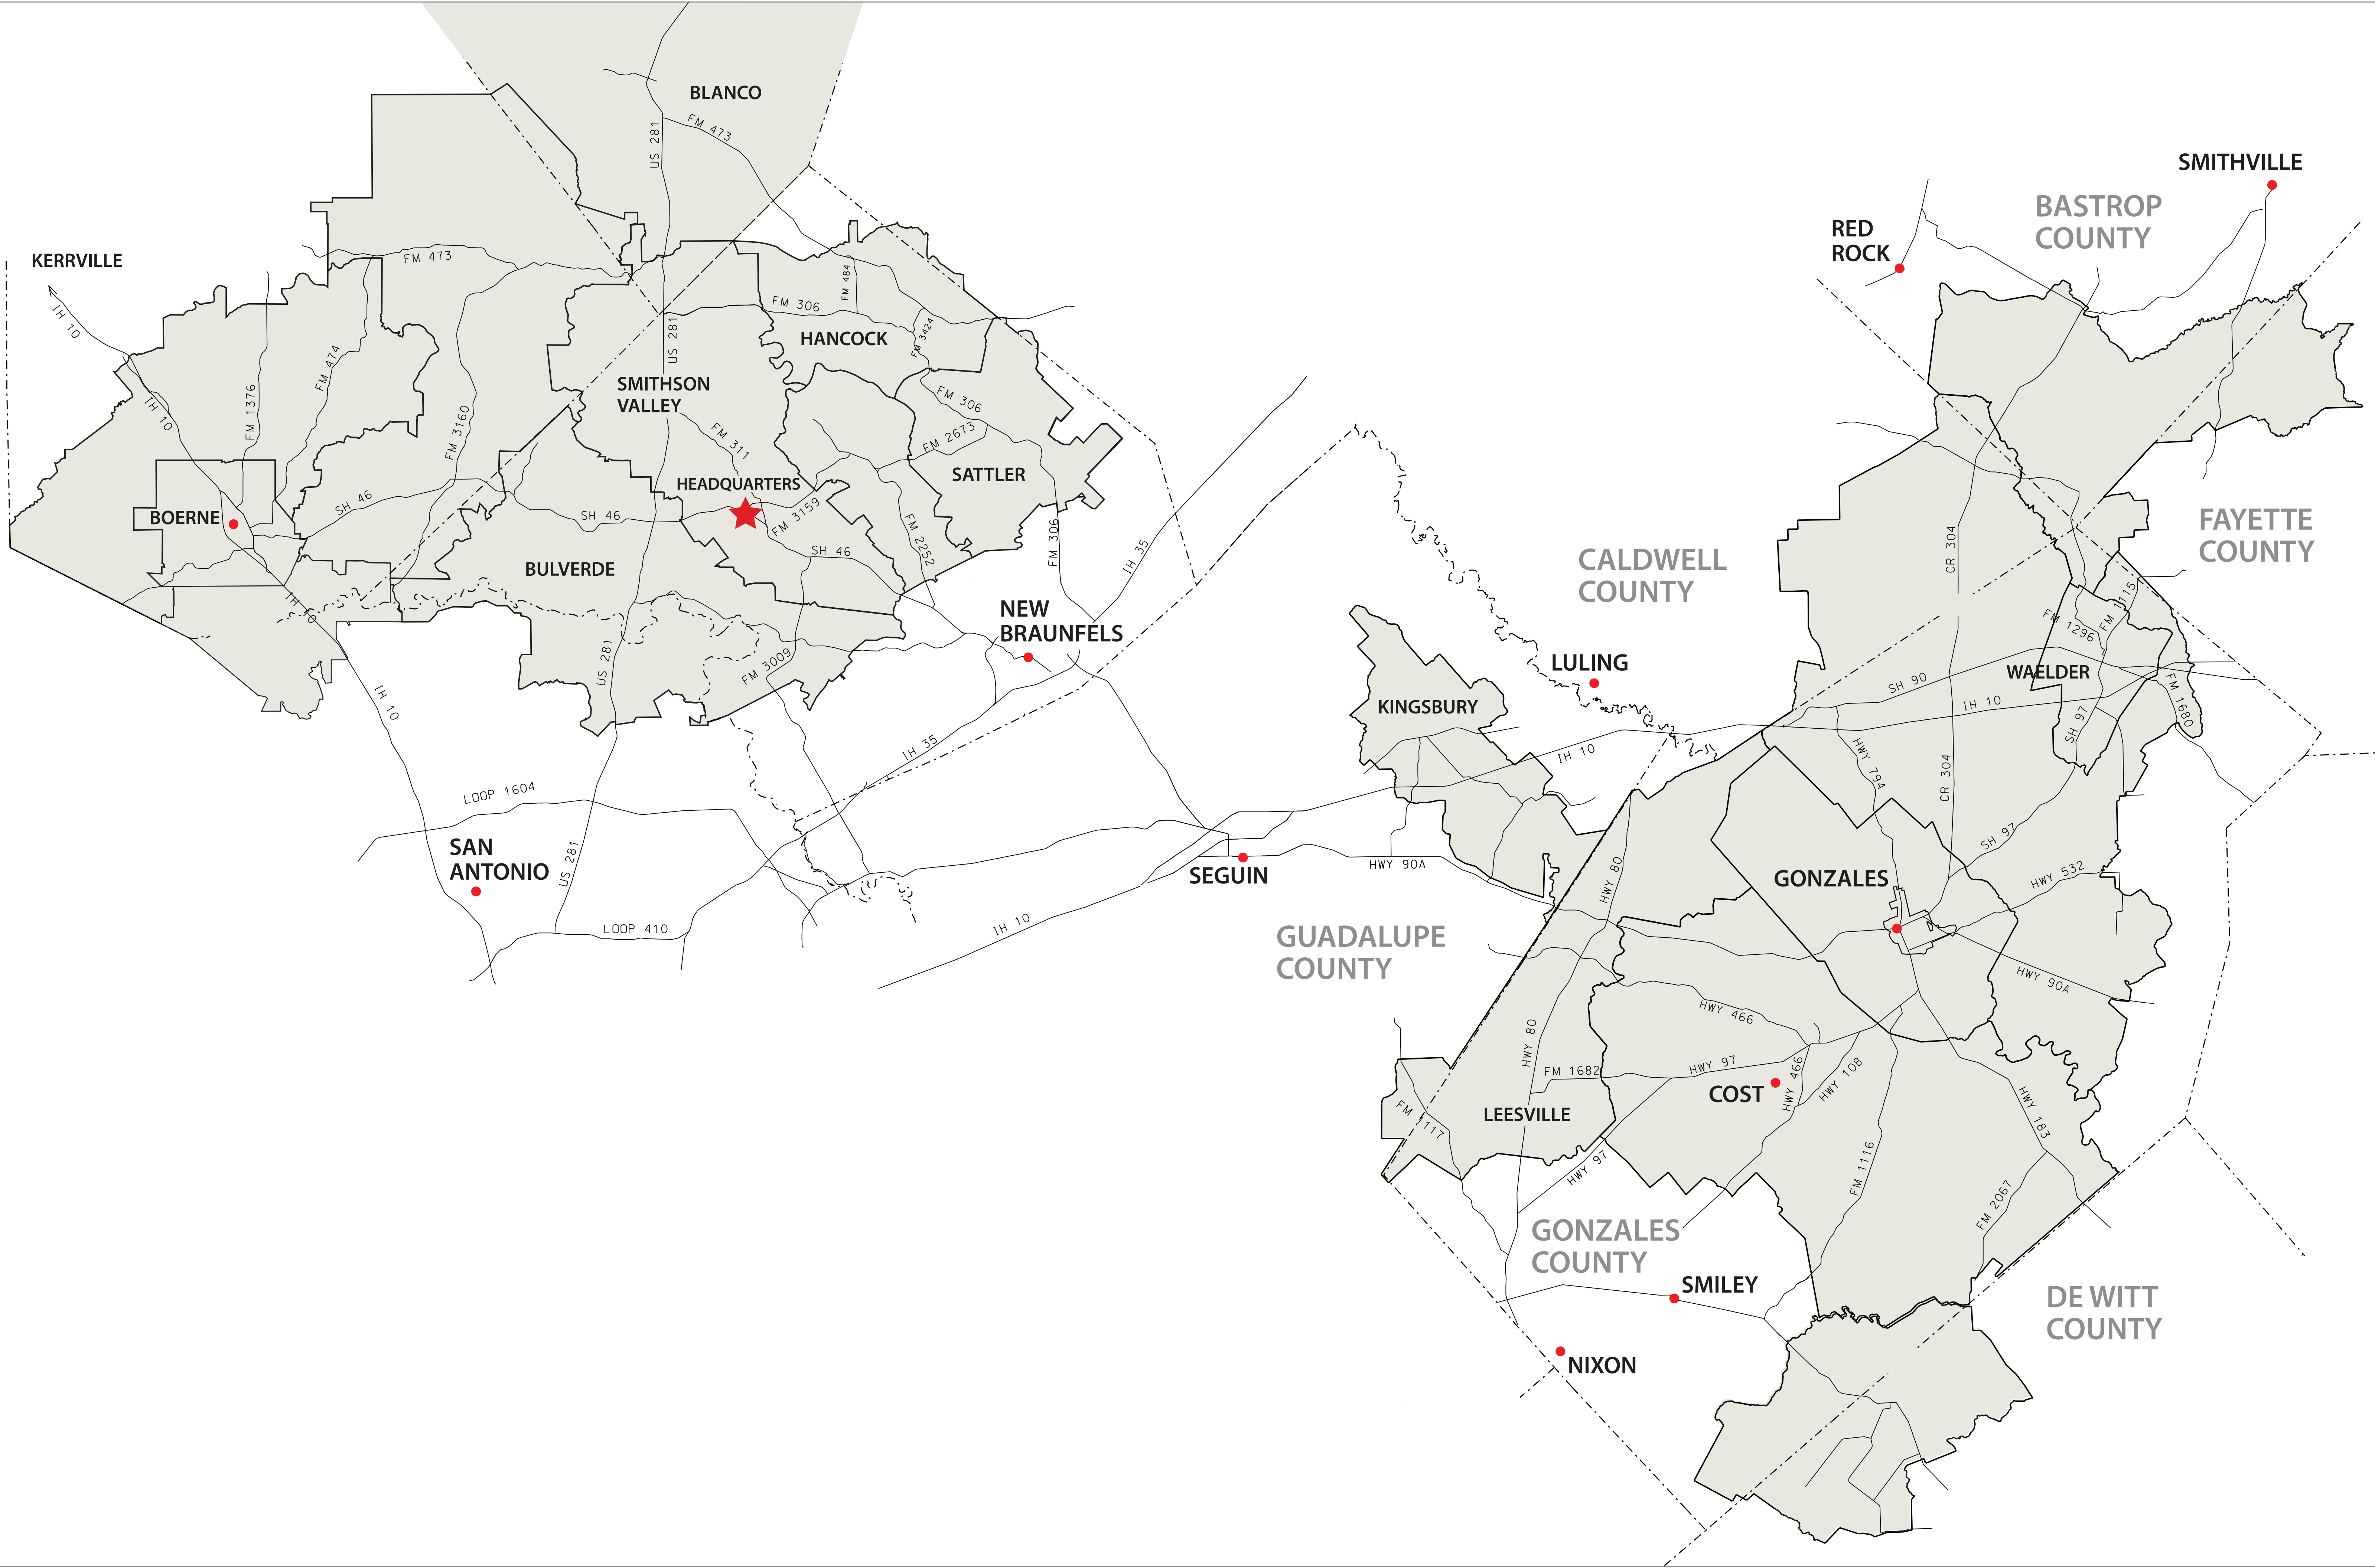 BLANCO
FM 473
US 281
SMITHVILLE
BASTROP
COUNTY
RED
ROCK
KERRVILLE
IH 10
FM 473
FM 484
FM 306
US 281
HANCOCK
FM 3424
FM 474
FM 1376
IH 10
SMITHSON
VALLEY
FM 3160
FM 306
FM 311
FM 2673
SATTLER
HEADQUARTERS
SH 46
BOERNE
SH 46
FM 3159
FM 2252
SH 46
FM 306
IH 35
BULVERDE
IH 10
NEW
BRAUNFELS
US 281
FM 3009
IH 10
IH 35
LOOP 1604
SAN
ANTONIO
US 281
LOOP 410
IH 10
SEGUIN
HWY 90A
GUADALUPE
COUNTY
KINGSBURY
IH 10
LULING
CALDWELL
COUNTY
FAYETTE
COUNTY
CR 304
FM 1115
FM 1296
WAELDER
SH 90
IH 10
FM 1680
SH 97
HWY 794
CR 304
SH 97
HWY 532
GONZALES
HWY 80
HWY 90A
HWY 466
HWY 80
HWY 97
FM 1682
HWY 466
HWY 108
COST
LEESVILLE
FM 1117
HWY 97
HWY 183
FM 1116
FM 2067
GONZALES
COUNTY
SMILEY
NIXON
DE WITT
COUNTY